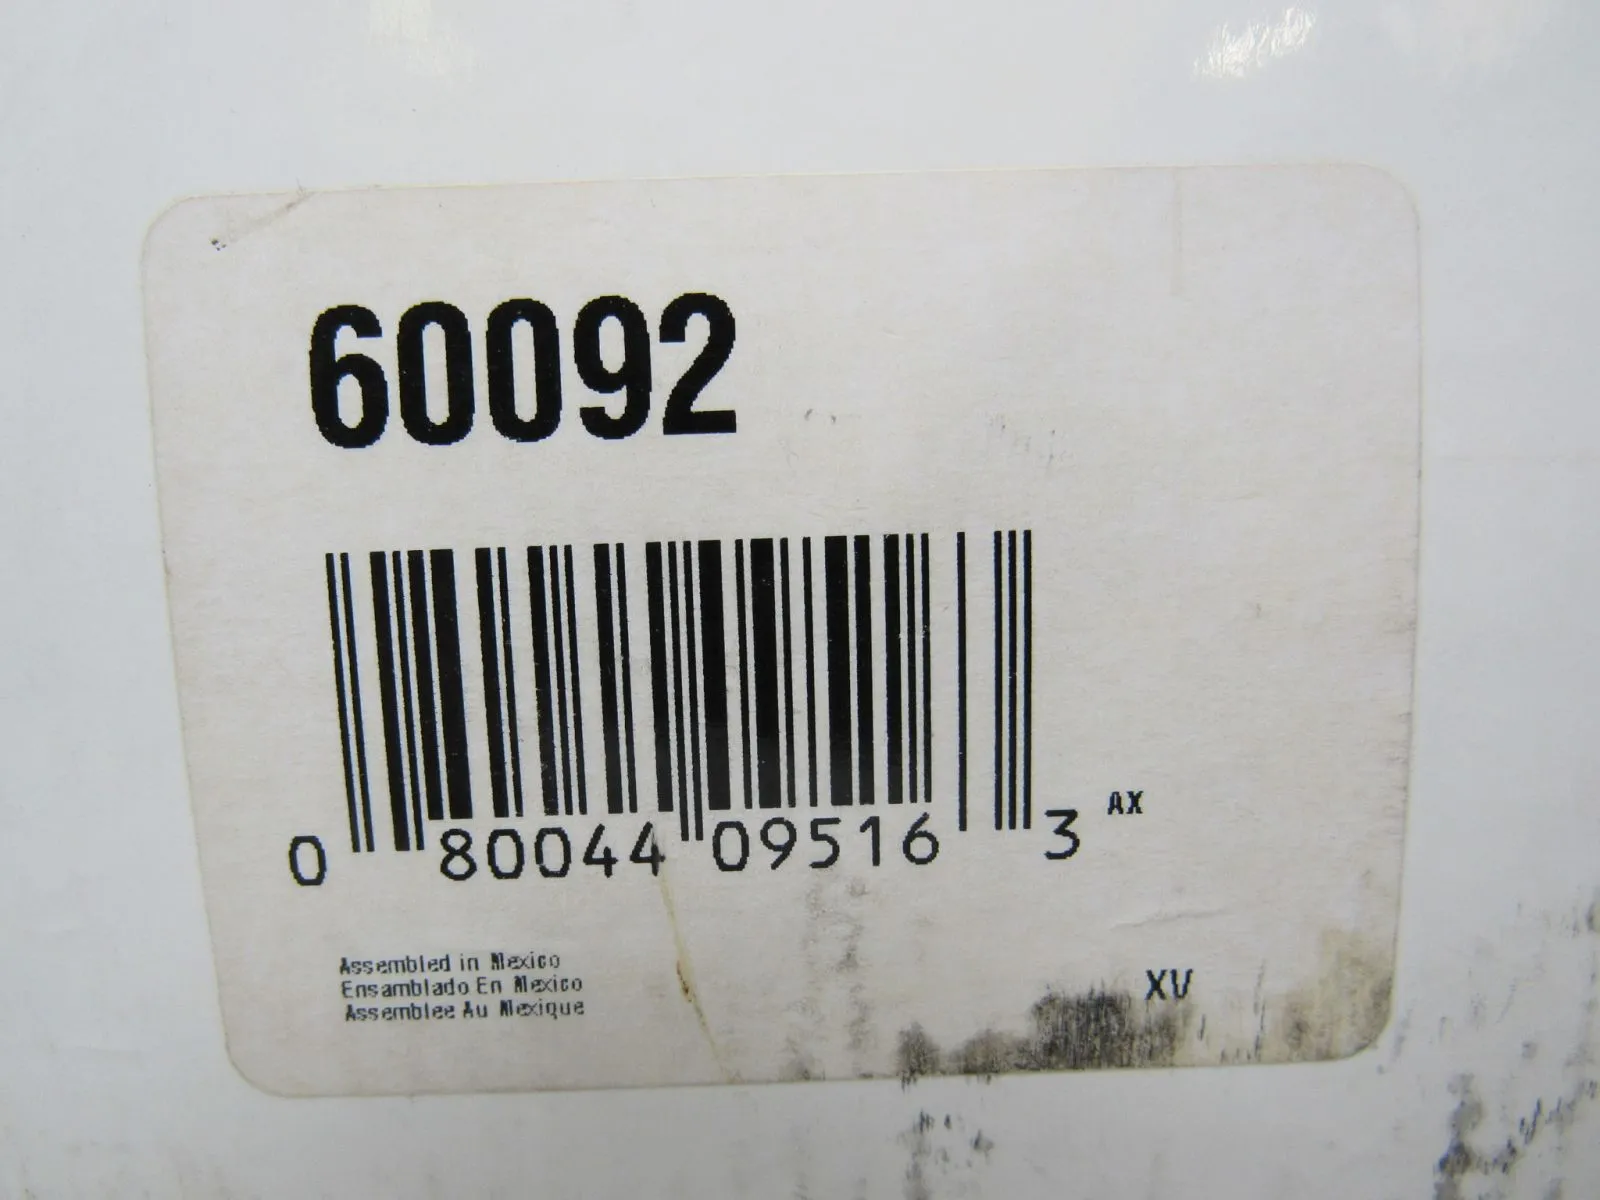 60092
0 80044 09516 3 AX
Assembled in Mexico
Ensamblado En Mexico
Assemblee Au Mexique
XV